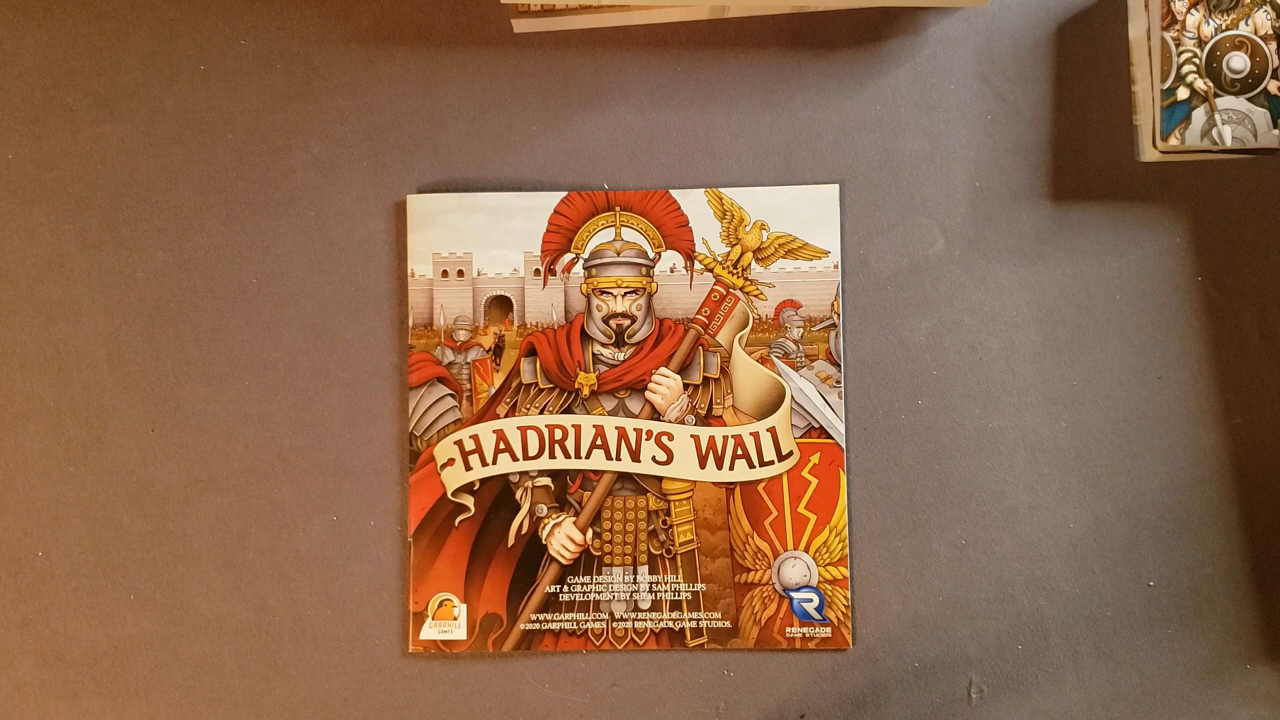 HADRIAN'S WALL
GAME DESIGN BY BOBBY HILL
ART & GRAPHIC DESIGN BY SAM PHILLIPS
DEVELOPMENT BY SHEM PHILLIPS
WWW.GARPHILL.COM WWW.RENEGADEGAMES.COM
©2020 GARPHILL GAMES ©2020 RENEGADE GAME STUDIOS.
GARPHILL
GAMES
R
RENEGADE
GAME STUDIOS